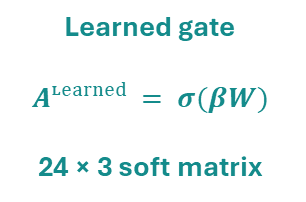 Learned gate
A^Learned = σ(βW)
24 × 3 soft matrix